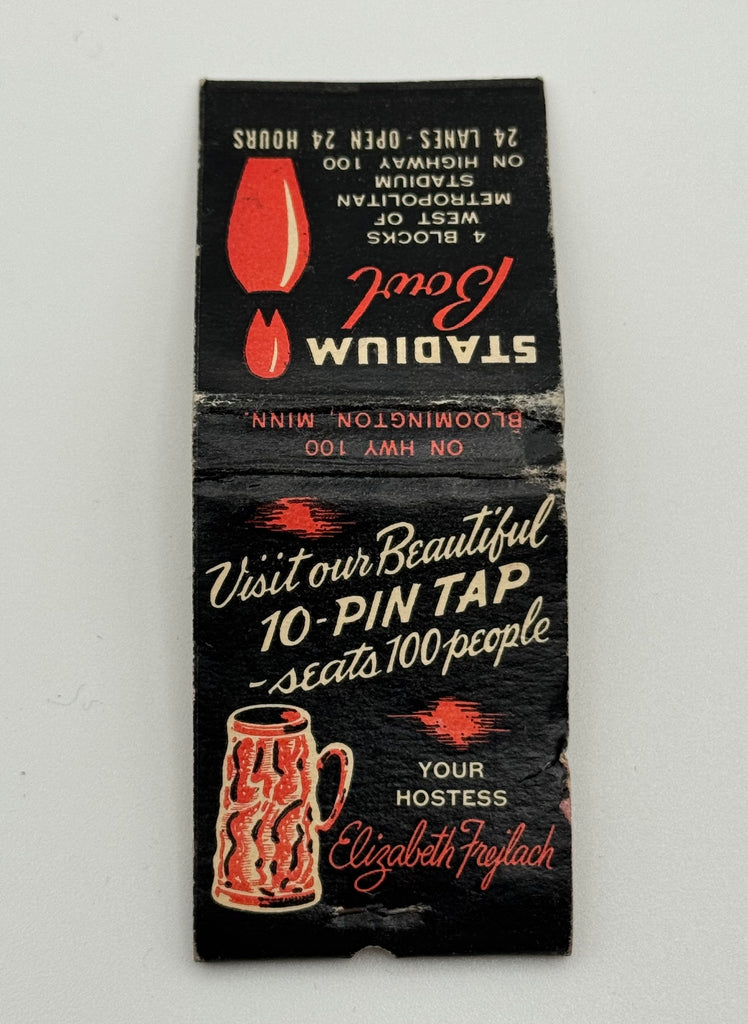 STADIUM
Bowl
4 BLOCKS
WEST OF
METROPOLITAN
STADIUM
ON HIGHWAY 100
24 LANES - OPEN 24 HOURS
ON HWY 100
BLOOMINGTON, MINN.
Visit our Beautiful
10-PIN TAP
-seats 100 people
YOUR
HOSTESS
Elizabeth Frejlach